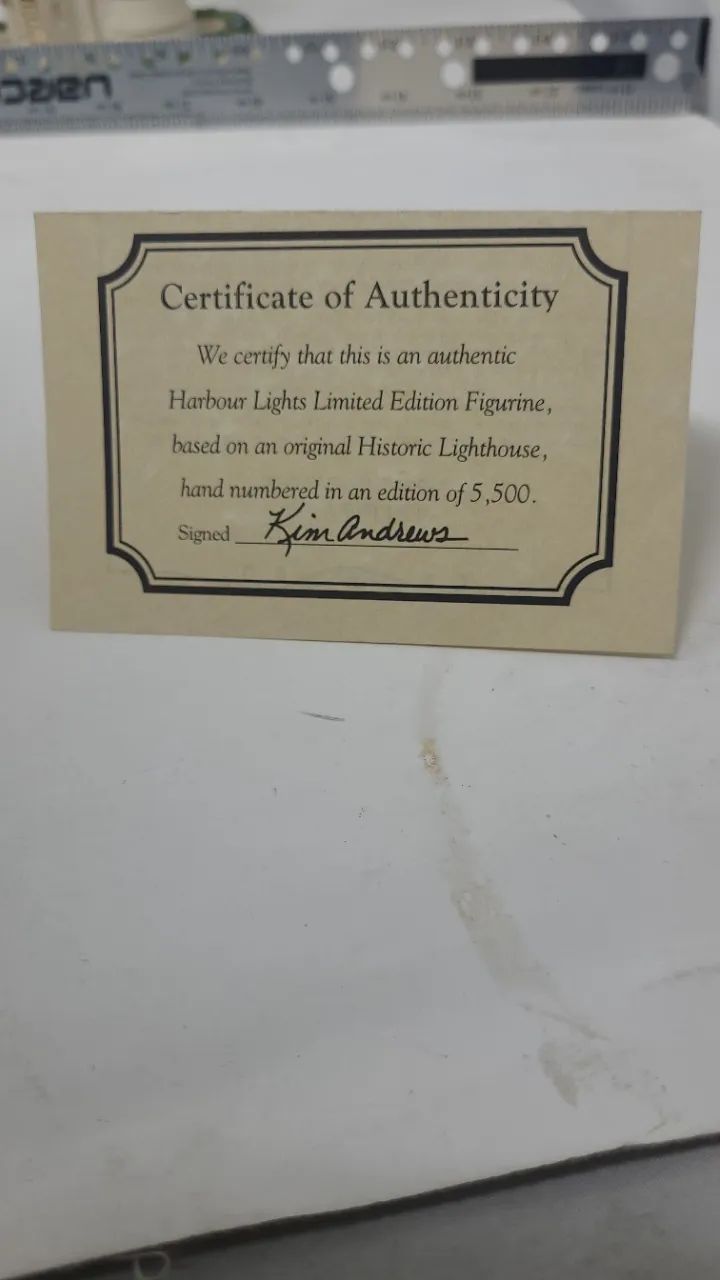 Certificate of Authenticity
We certify that this is an authentic
Harbour Lights Limited Edition Figurine,
based on an original Historic Lighthouse,
hand numbered in an edition of 5,500.
Signed Kim Andrews